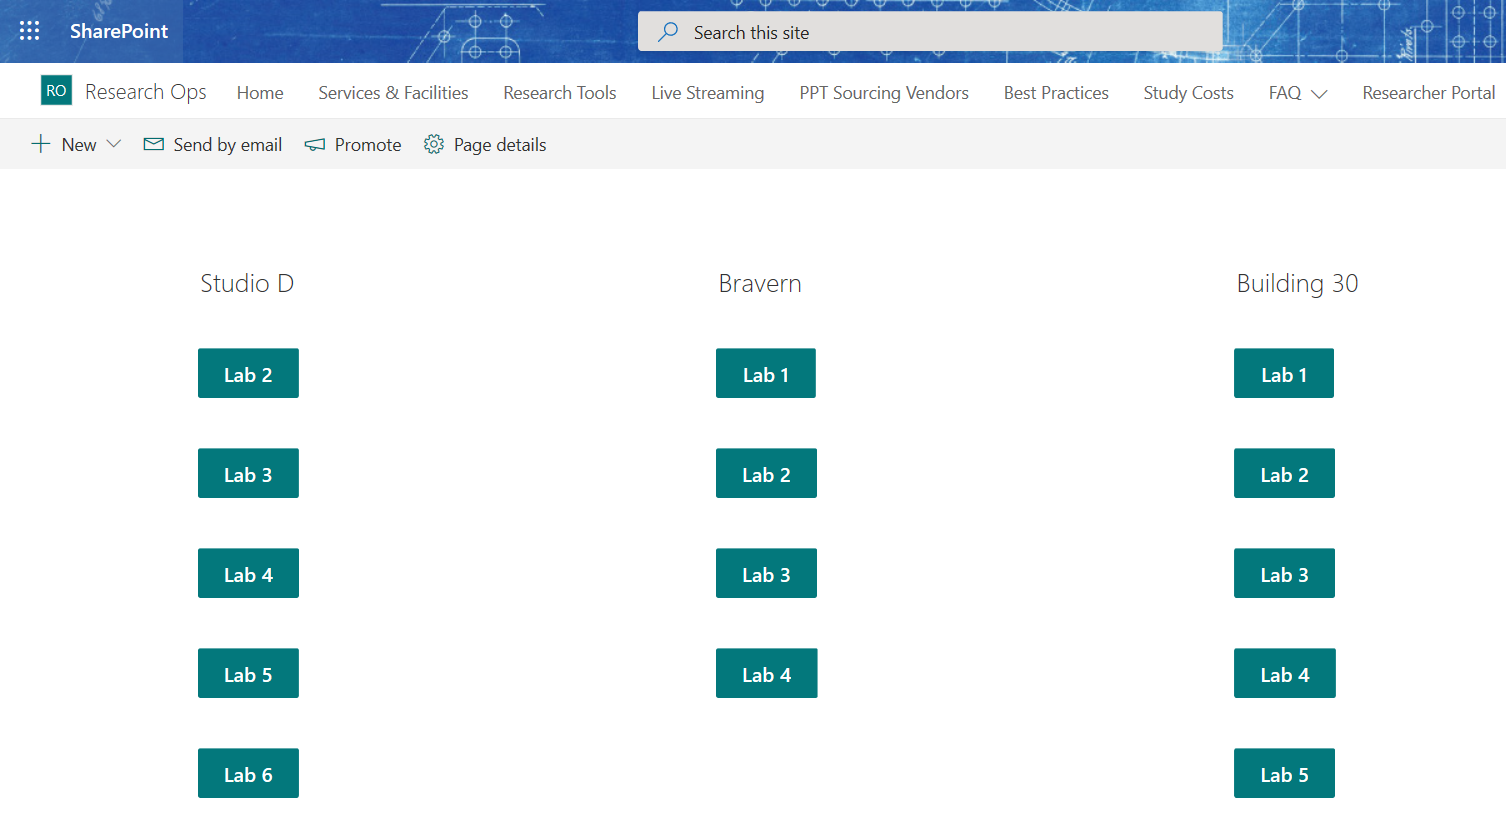 SharePoint
Search this site
RO Research Ops Home Services & Facilities Research Tools Live Streaming PPT Sourcing Vendors Best Practices Study Costs FAQ Researcher Portal
New Send by email Promote Page details
Studio D Bravern Building 30
Lab 2 Lab 1 Lab 1
Lab 3 Lab 2 Lab 2
Lab 4 Lab 3 Lab 3
Lab 5 Lab 4 Lab 4
Lab 6 Lab 5